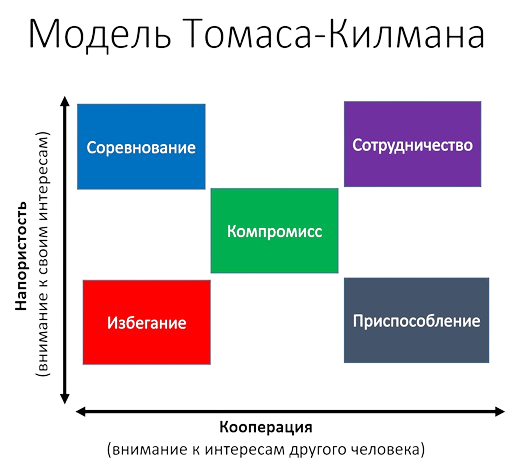 Модель Томаса-Килмана
Напористость
(внимание к своим интересам)
Соревнование
Сотрудничество
Компромисс
Избегание
Приспособление
Кооперация
(внимание к интересам другого человека)